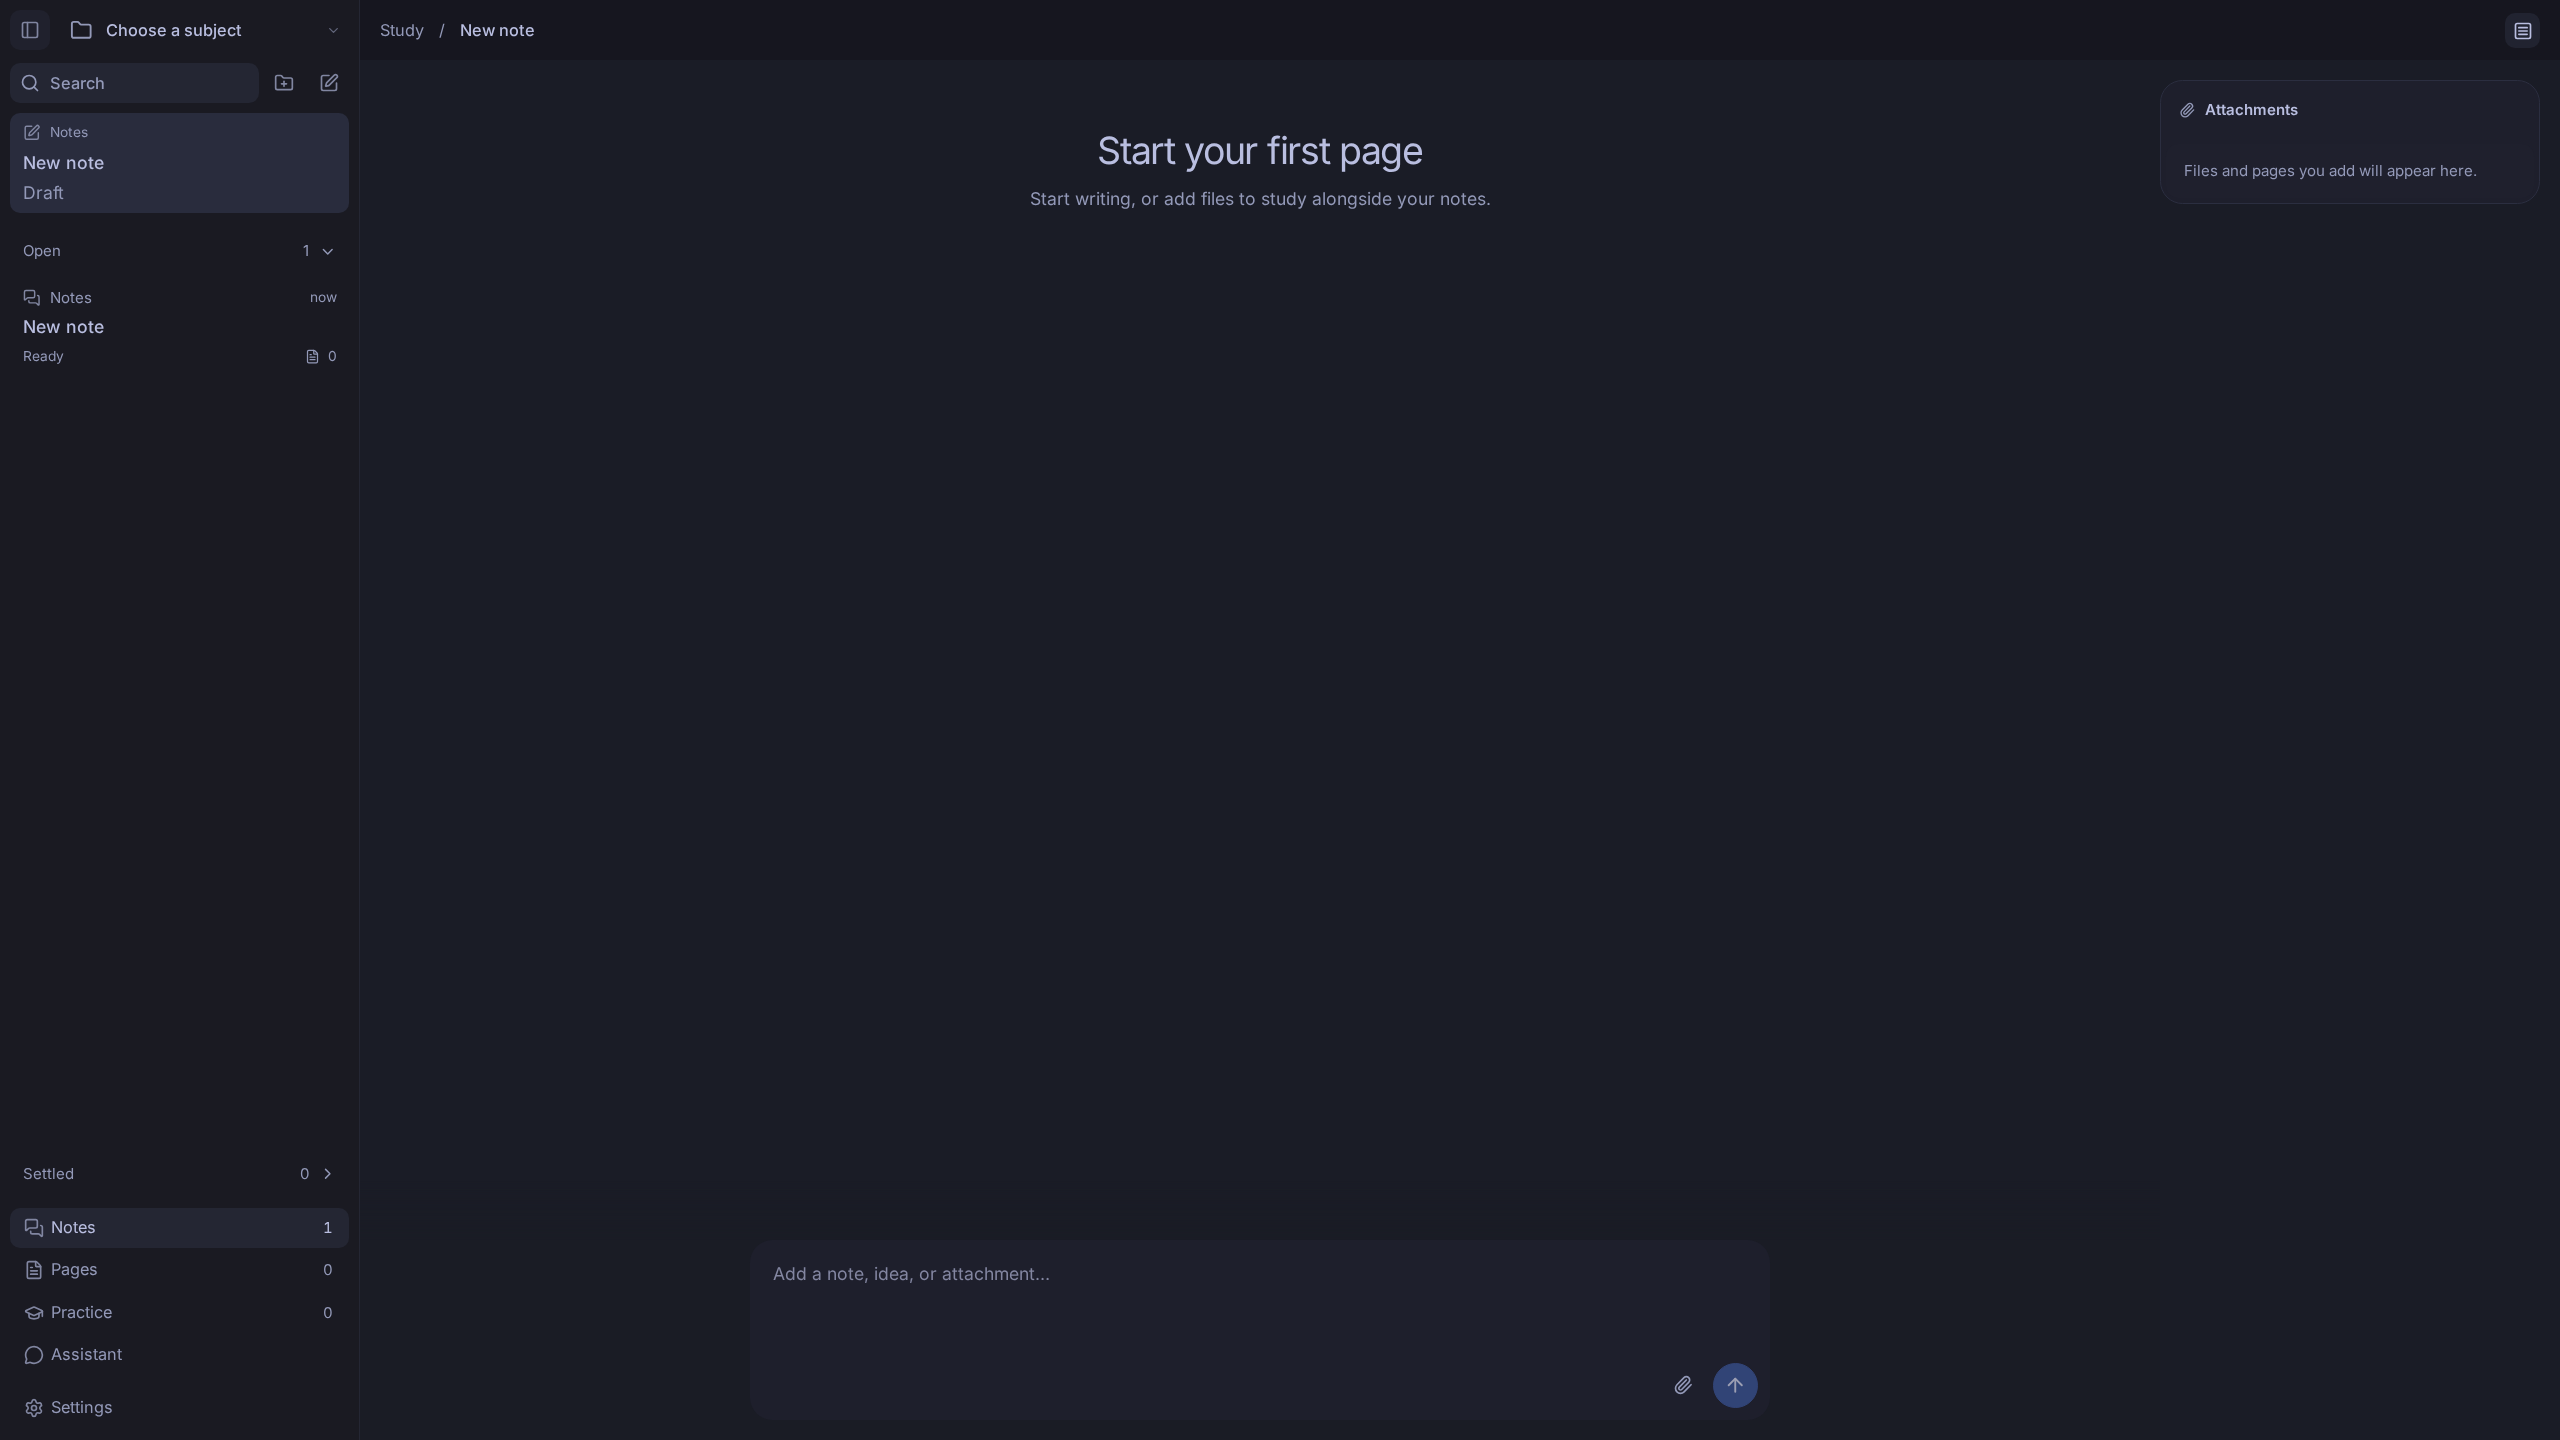 Choose a subject
Search
Notes
New note
Draft
Open 1
Notes now
New note
Ready 0
Settled 0
Notes 1
Pages 0
Practice 0
Assistant
Settings
Study / New note
Start your first page
Start writing, or add files to study alongside your notes.
Add a note, idea, or attachment...
Attachments
Files and pages you add will appear here.